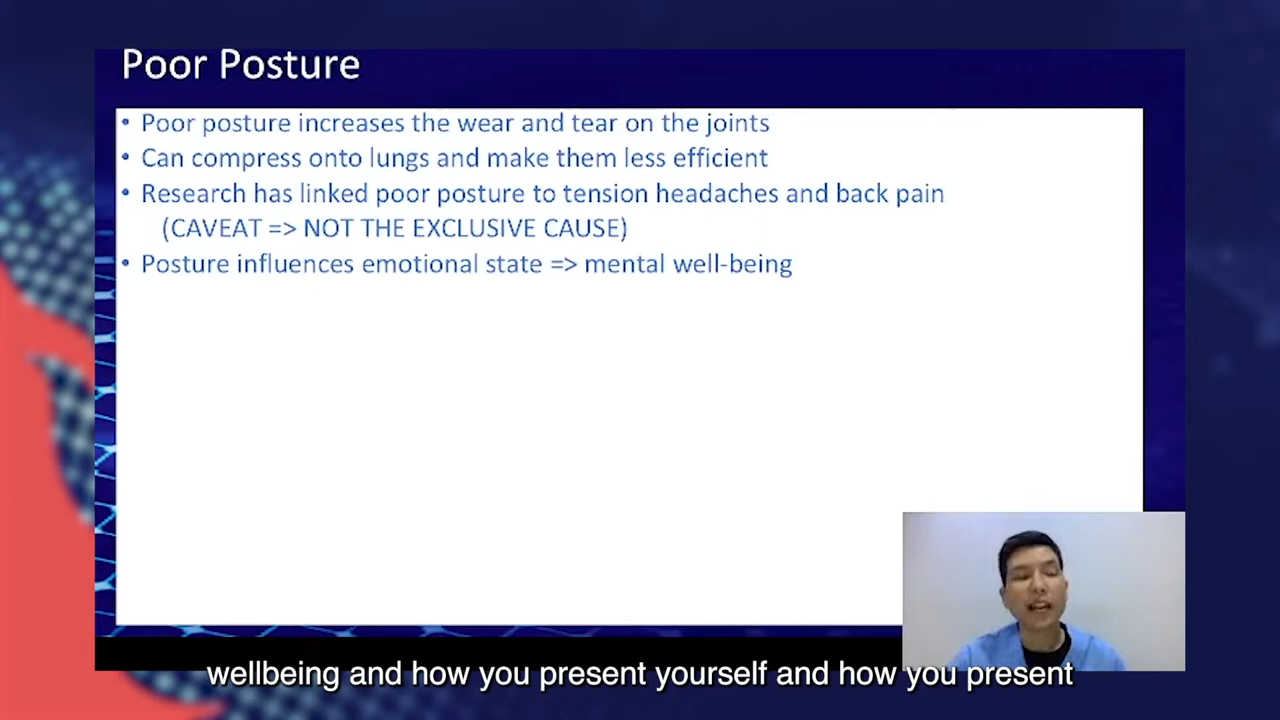 Poor Posture
• Poor posture increases the wear and tear on the joints
• Can compress onto lungs and make them less efficient
• Research has linked poor posture to tension headaches and back pain
(CAVEAT => NOT THE EXCLUSIVE CAUSE)
• Posture influences emotional state => mental well-being
wellbeing and how you present yourself and how you present